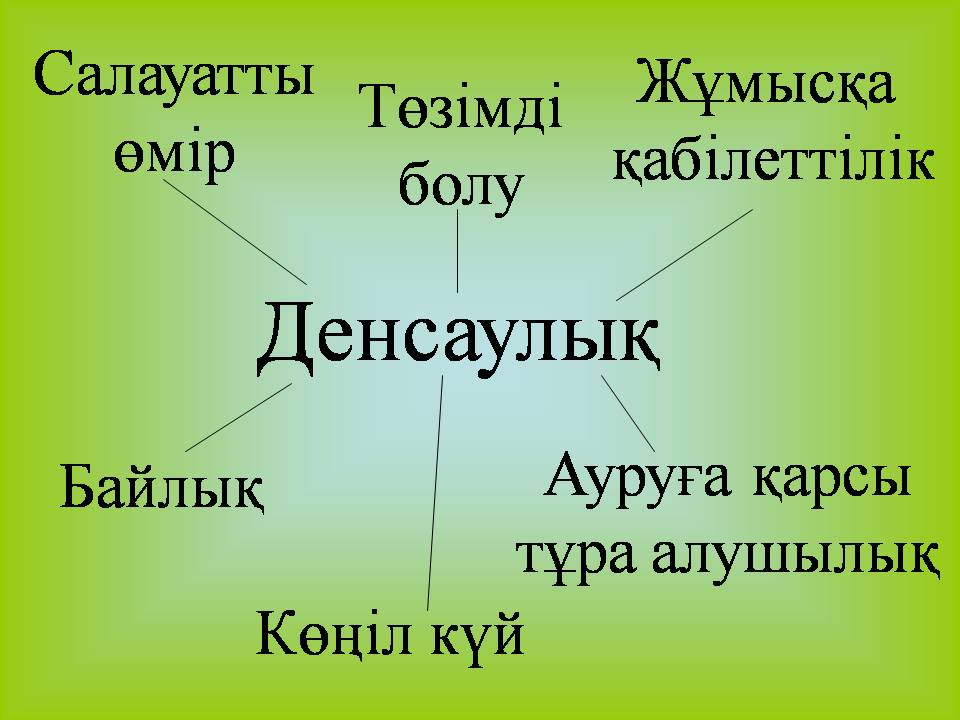 Салауатты
өмір
Төзімді
болу
Жұмысқа
қабілеттілік
Денсаулық
Байлық
Ауруға қарсы
тұра алушылық
Көңіл күй